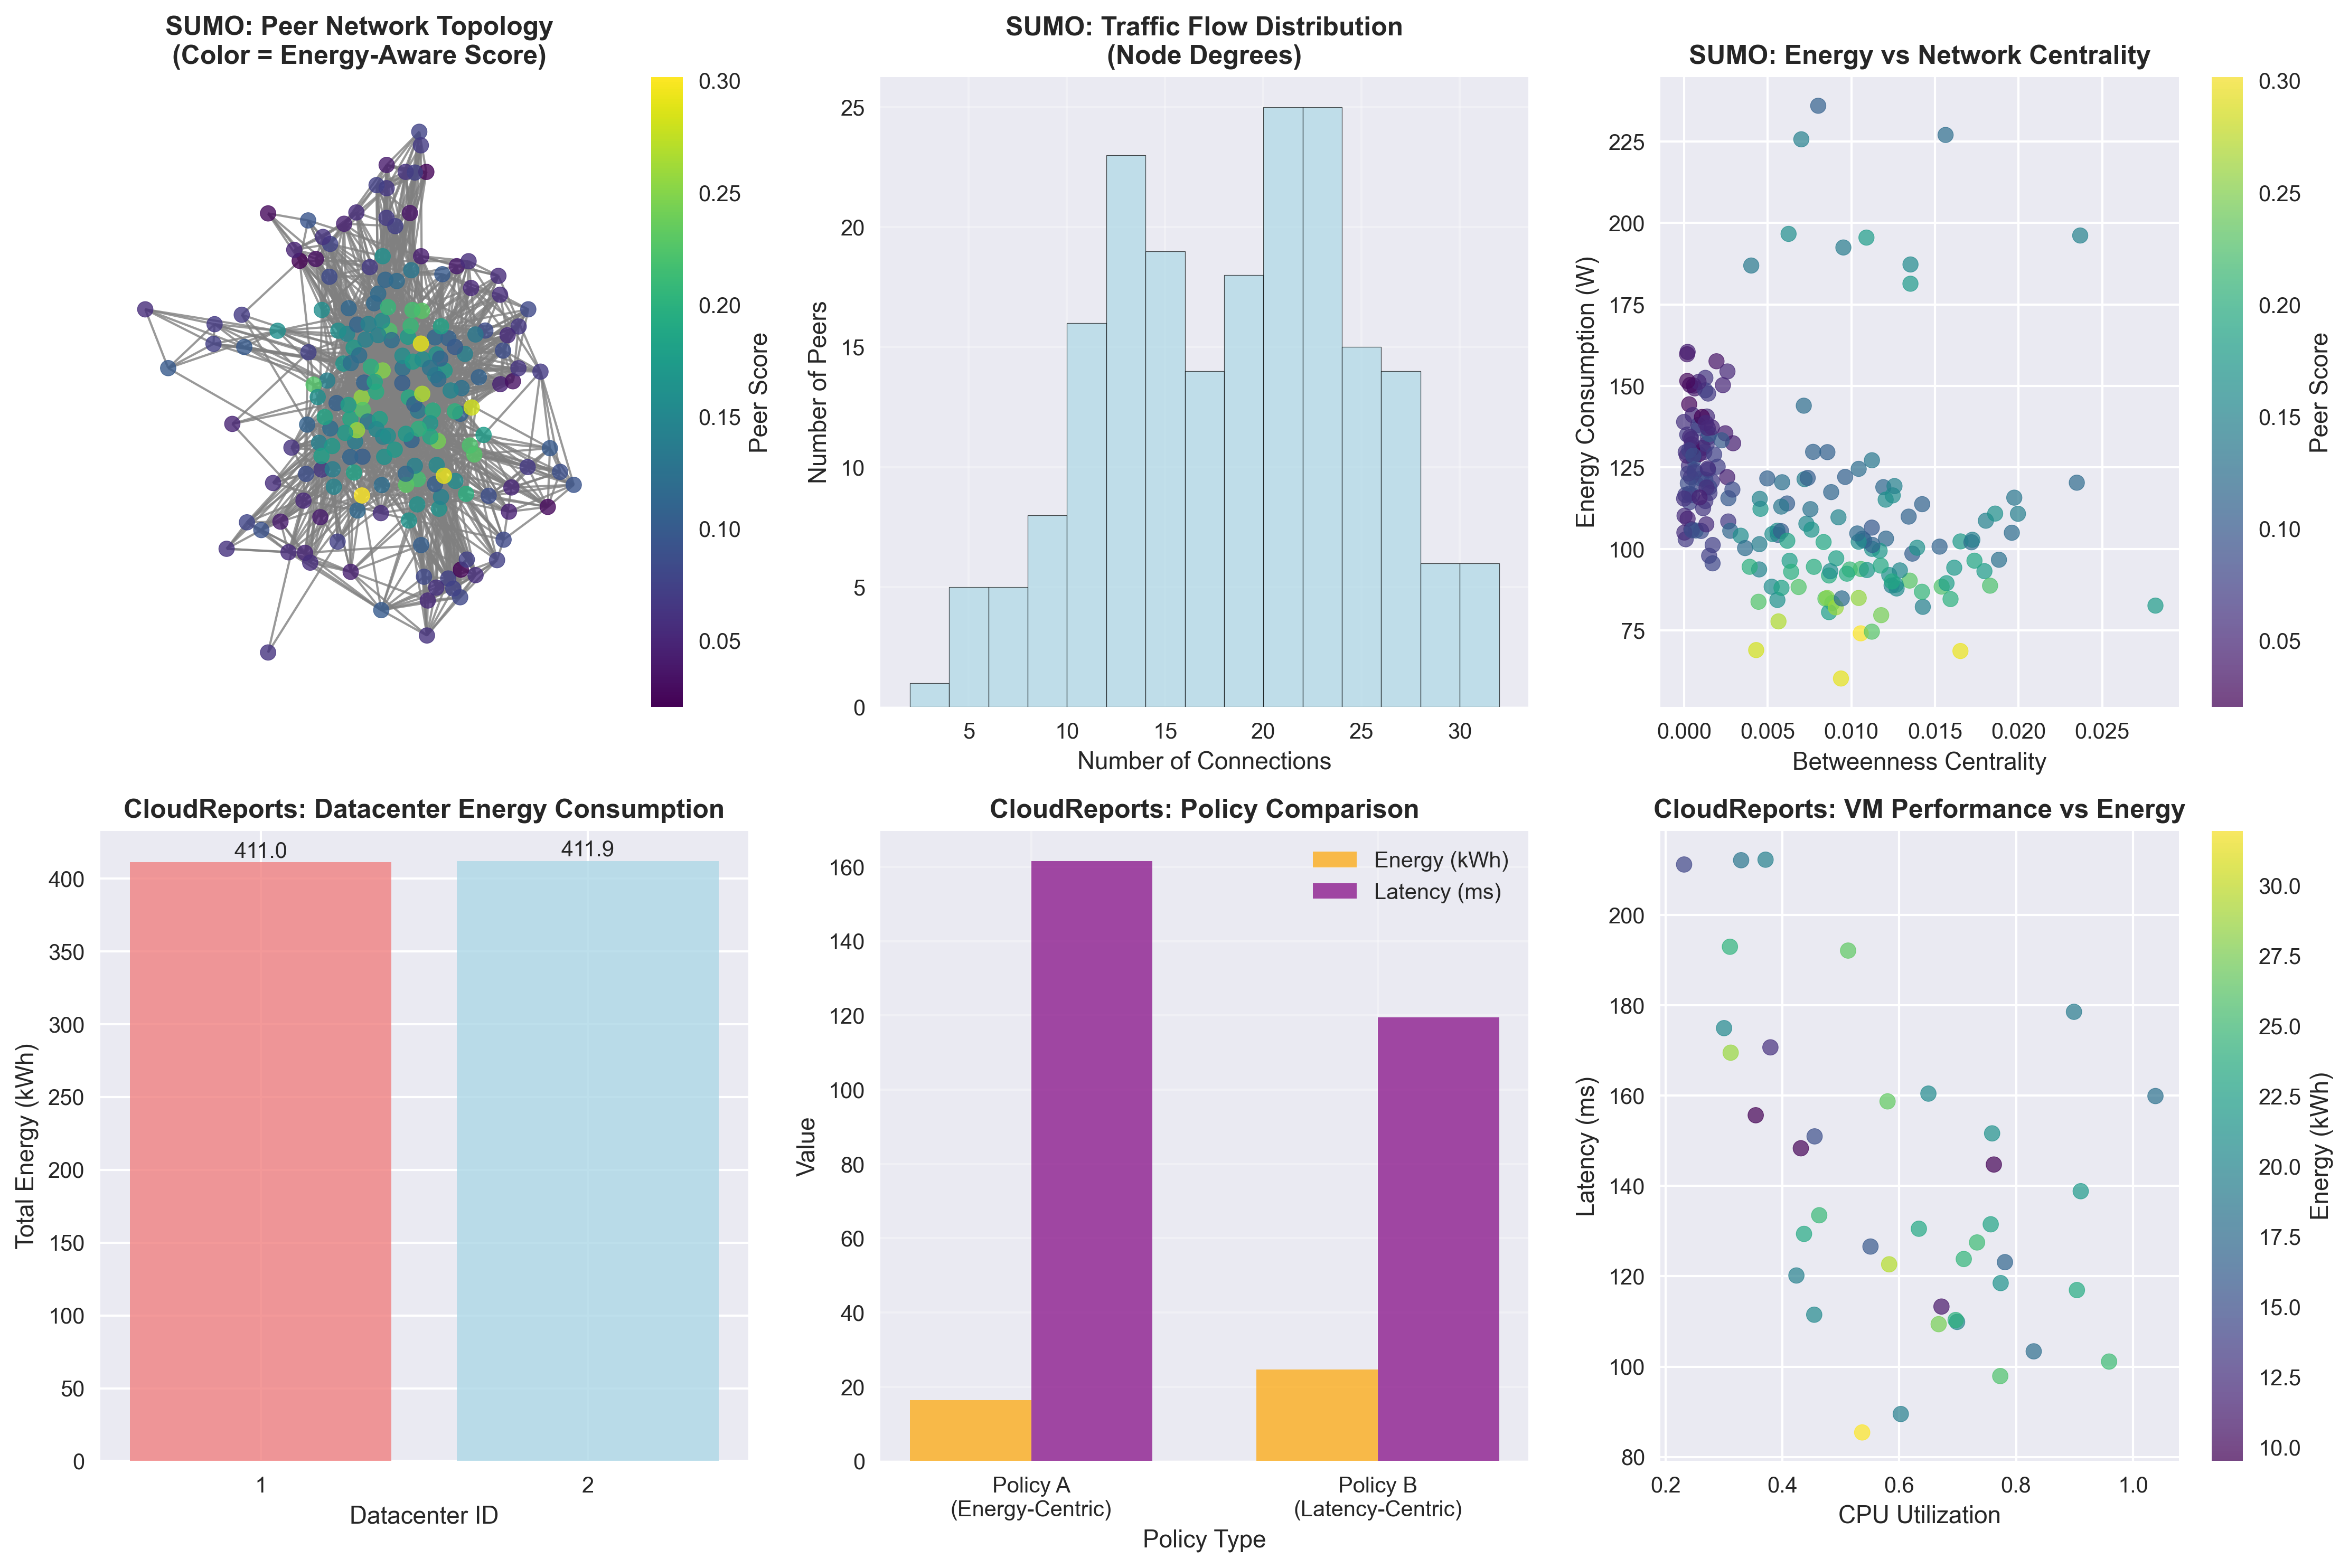 SUMO: Peer Network Topology
(Color = Energy-Aware Score)
0.30
0.25
0.20
0.15
0.10
0.05
Peer Score
SUMO: Traffic Flow Distribution
(Node Degrees)
Number of Peers
25
20
15
10
5
0
5
10
15
20
25
30
Number of Connections
SUMO: Energy vs Network Centrality
Energy Consumption (W)
225
200
175
150
125
100
75
0.000
0.005
0.010
0.015
0.020
0.025
Betweenness Centrality
0.30
0.25
0.20
0.15
0.10
0.05
Peer Score
CloudReports: Datacenter Energy Consumption
Total Energy (kWh)
400
350
300
250
200
150
100
50
0
411.0
411.9
1
2
Datacenter ID
CloudReports: Policy Comparison
Value
160
140
120
100
80
60
40
20
0
Energy (kWh)
Latency (ms)
Policy A
(Energy-Centric)
Policy B
(Latency-Centric)
Policy Type
CloudReports: VM Performance vs Energy
Latency (ms)
200
180
160
140
120
100
80
0.2
0.4
0.6
0.8
1.0
CPU Utilization
30.0
27.5
25.0
22.5
20.0
17.5
15.0
12.5
10.0
Energy (kWh)